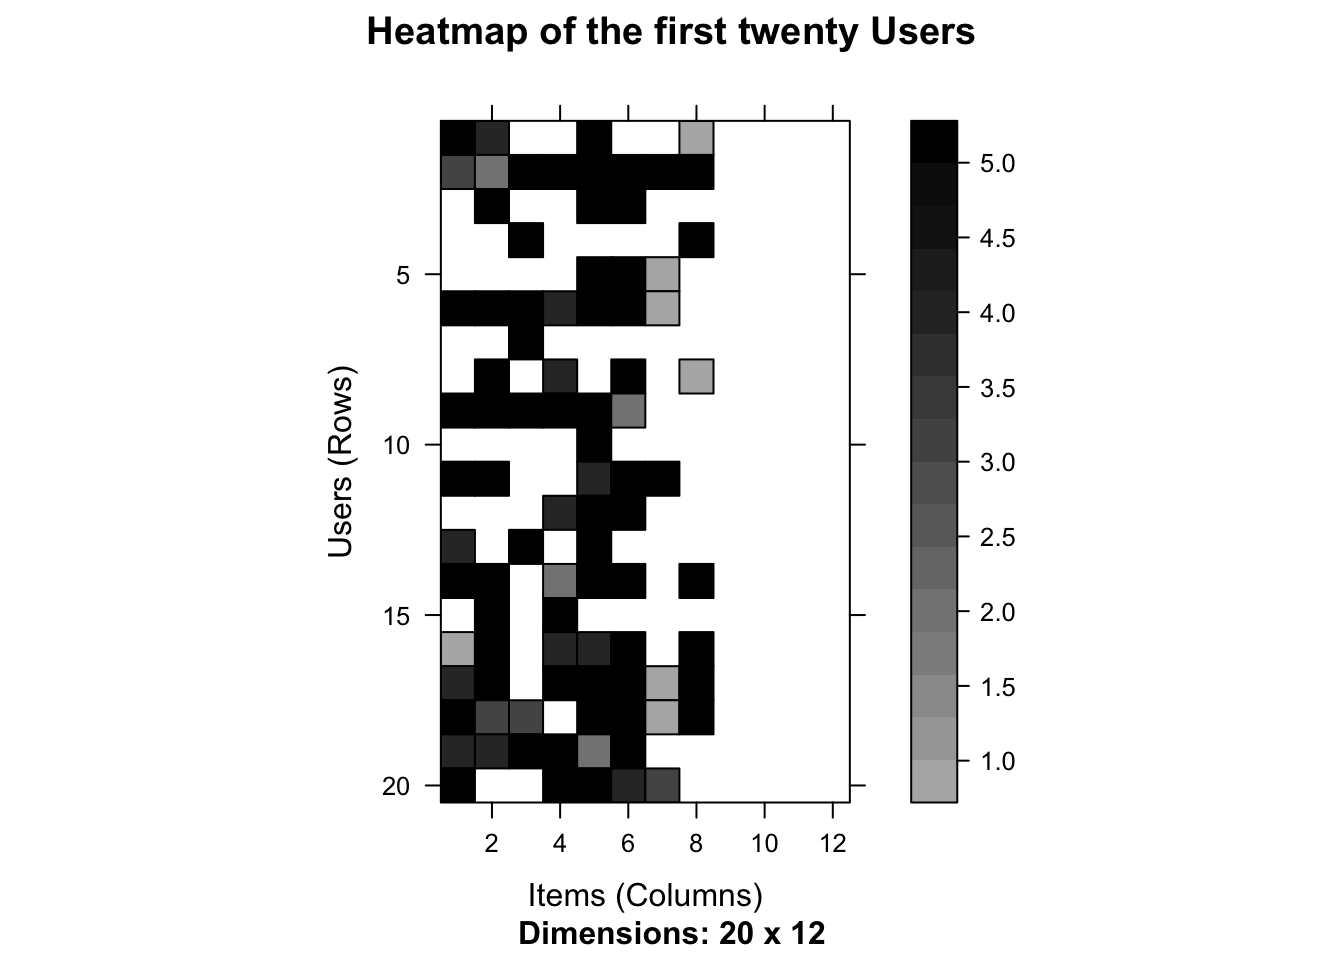 Heatmap of the first twenty Users
5.0
4.5
4.0
3.5
3.0
2.5
2.0
1.5
1.0
Users (Rows)
5
10
15
20
2 4 6 8 10 12
Items (Columns)
Dimensions: 20 x 12